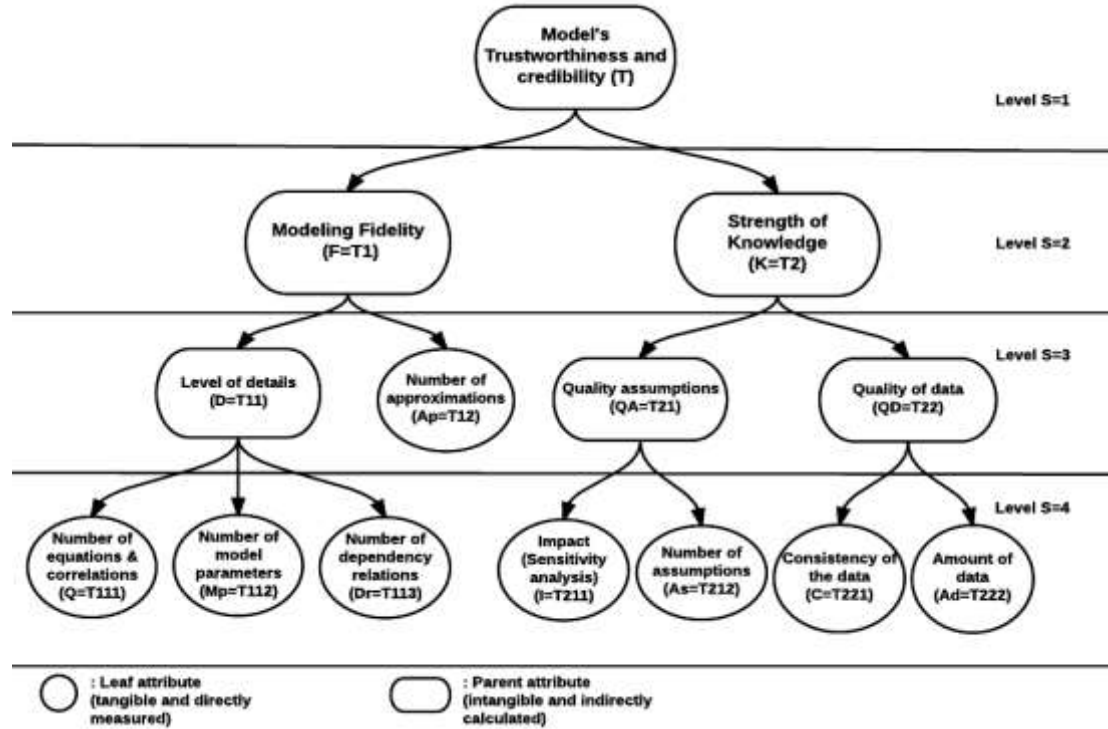 Model's
Trustworthiness and
credibility (T)
Level S=1
Modeling Fidelity
(F=T1)
Strength of
Knowledge
(K=T2)
Level S=2
Level of details
(D=T11)
Number of
approximations
(Ap=T12)
Quality assumptions
(QA=T21)
Quality of data
(QD=T22)
Level S=3
Number of
equations &
correlations
(Q=T111)
Number of
model
parameters
(Mp=T112)
Number of
dependency
relations
(Dr=T113)
Impact
(Sensitivity
analysis)
(I=T211)
Number of
assumptions
(As=T212)
Consistency of
the data
(C=T221)
Amount of
data
(Ad=T222)
Level S=4
: Leaf attribute
(tangible and directly
measured)
: Parent attribute
(intangible and indirectly
calculated)